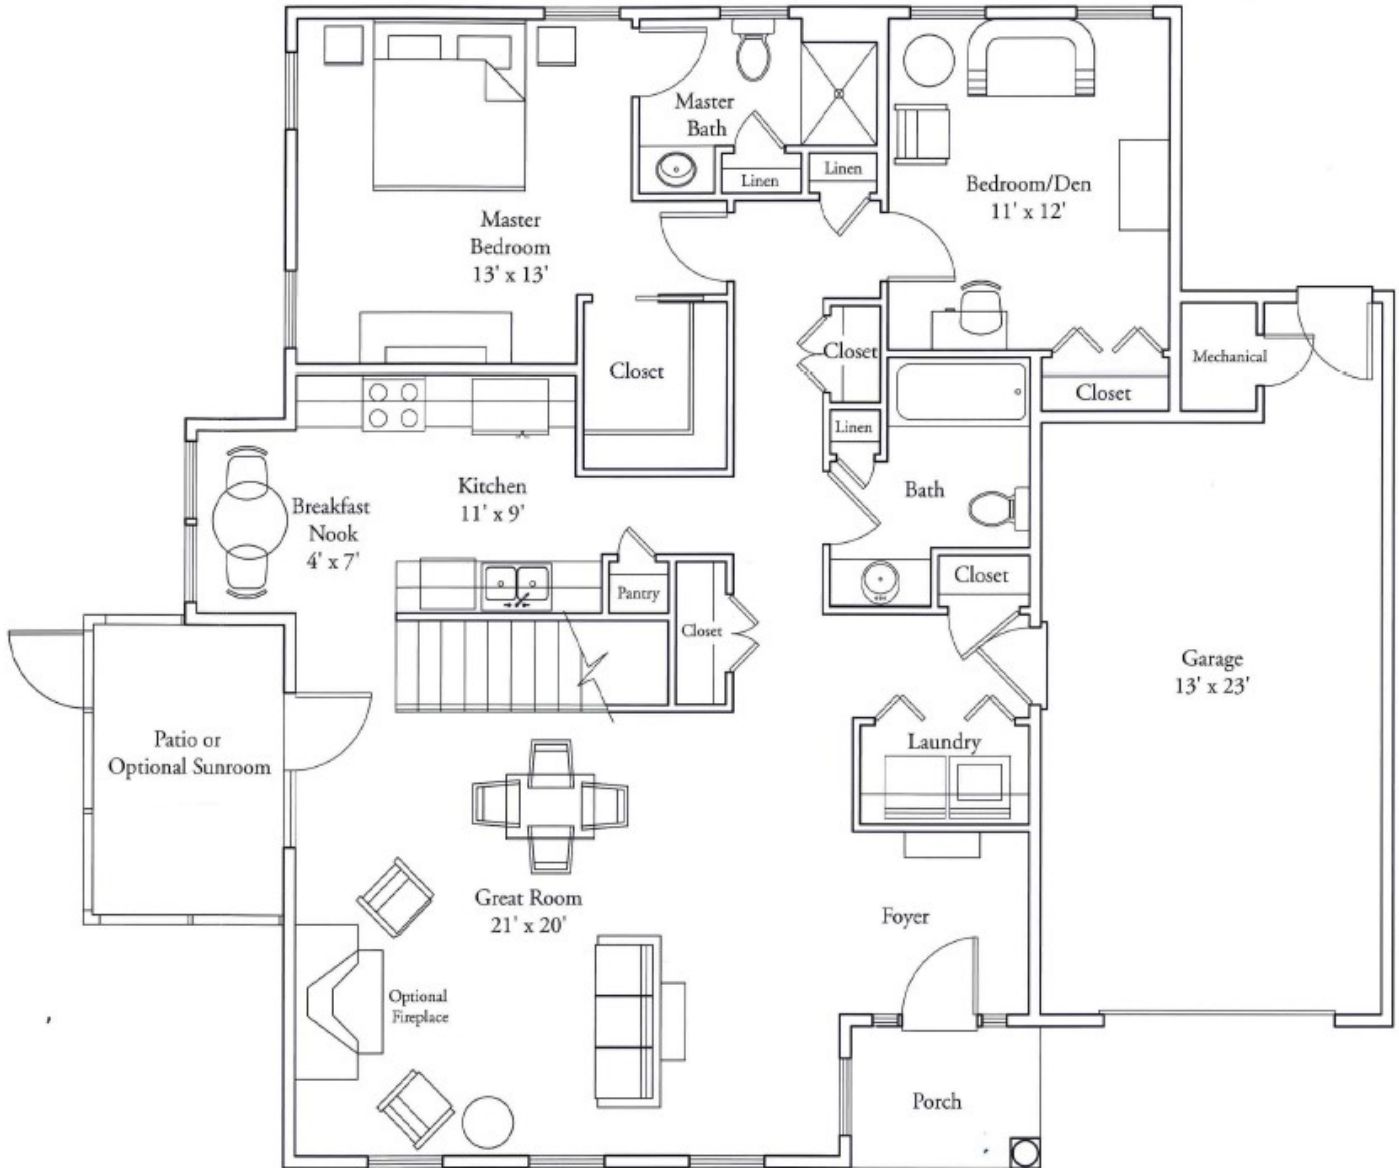 Master
Bath
Linen
Linen
Bedroom/Den
11' x 12'
Master
Bedroom
13' x 13'
Closet
Closet
Mechanical
Closet
Linen
Bath
Kitchen
11' x 9'
Breakfast
Nook
4' x 7'
Pantry
Closet
Closet
Garage
13' x 23'
Patio or
Optional Sunroom
Laundry
Great Room
21' x 20'
Foyer
Optional
Fireplace
Porch